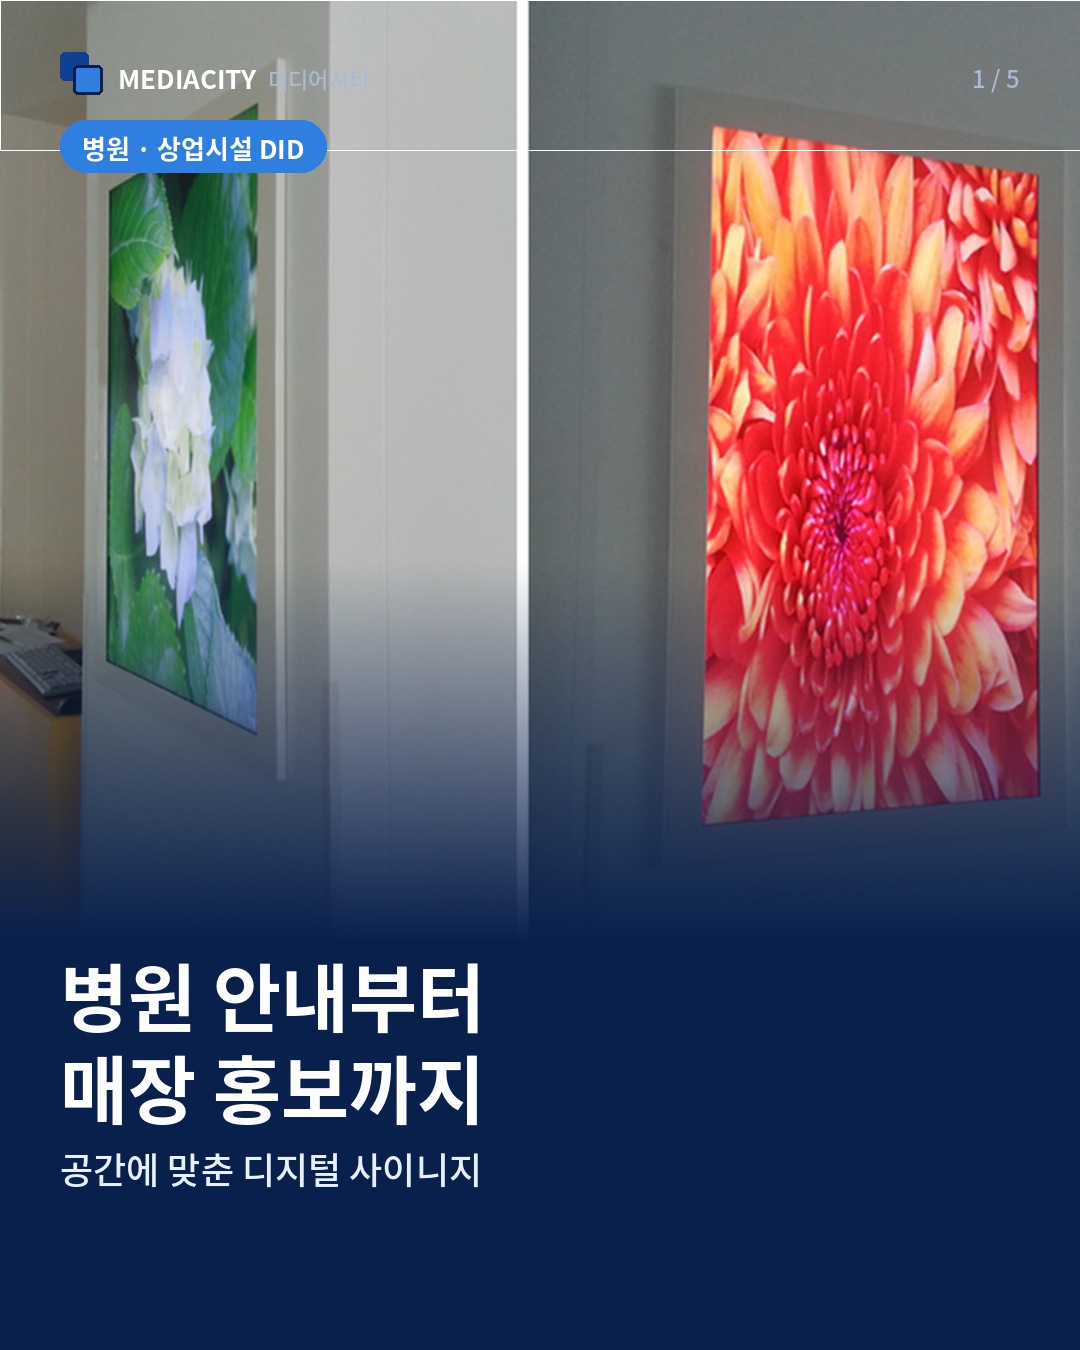 MEDIACITY 미디어시티
1 / 5
병원 · 상업시설 DID
병원 안내부터
매장 홍보까지
공간에 맞춘 디지털 사이니지